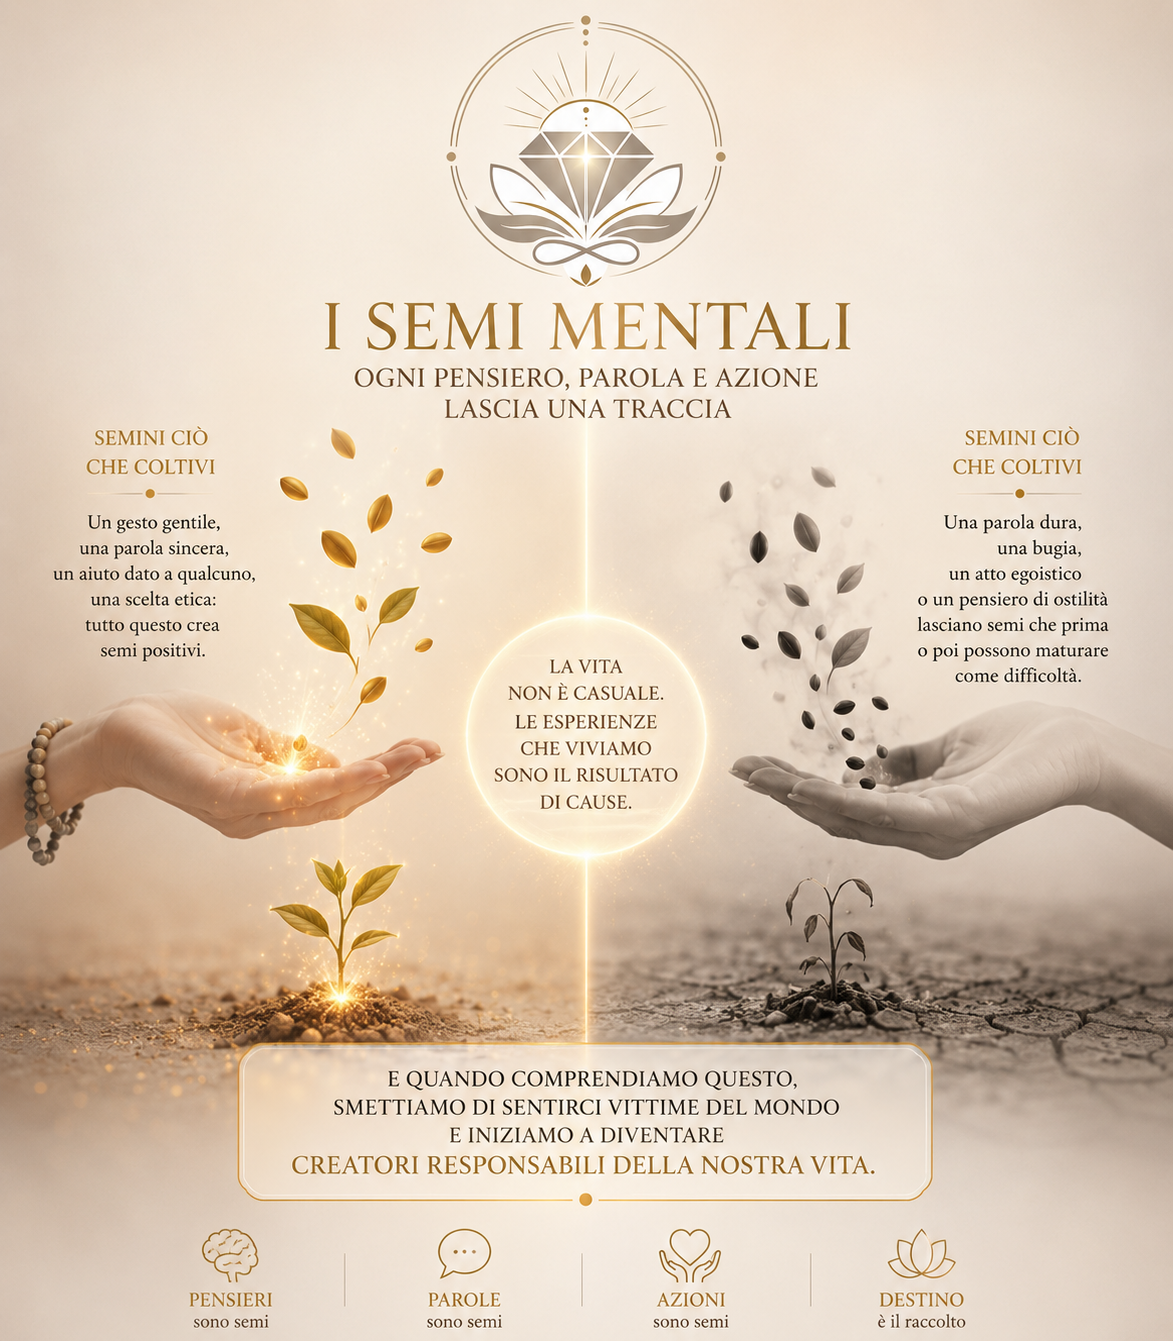 I SEMI MENTALI
OGNI PENSIERO, PAROLA E AZIONE
LASCIA UNA TRACCIA
SEMINI CIÒ
CHE COLTIVI
Un gesto gentile,
una parola sincera,
un aiuto dato a qualcuno,
una scelta etica:
tutto questo crea
semi positivi.
SEMINI CIÒ
CHE COLTIVI
Una parola dura,
una bugia,
un atto egoistico
o un pensiero di ostilità
lasciano semi che prima
o poi possono maturare
come difficoltà.
LA VITA
NON È CASUALE.
LE ESPERIENZE
CHE VIVIAMO
SONO IL RISULTATO
DI CAUSE.
E QUANDO COMPRENDIAMO QUESTO,
SMETTIAMO DI SENTIRCI VITTIME DEL MONDO
E INIZIAMO A DIVENTARE
CREATORI RESPONSABILI DELLA NOSTRA VITA.
PENSIERI
sono semi
PAROLE
sono semi
AZIONI
sono semi
DESTINO
è il raccolto